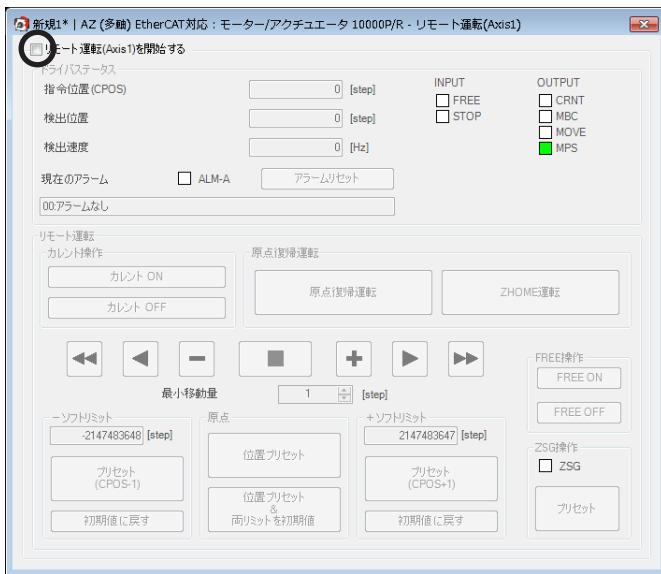 新規1* | AZ (多軸) EtherCAT対応：モーター/アクチュエータ 10000P/R - リモート運転(Axis1)
リモート運転(Axis1)を開始する
ドライバステータス
指令位置(CPOS) 0 [step]
検出位置 0 [step]
検出速度 0 [Hz]
INPUT
FREE
STOP
OUTPUT
CRNT
MBC
MOVE
MPS
現在のアラーム ALM-A アラームリセット
00:アラームなし
リモート運転
カレント操作
カレント ON
カレント OFF
原点復帰運転
原点復帰運転 ZHOME運転
最小移動量 1 [step]
FREE操作
FREE ON
FREE OFF
−ソフトリミット
-2147483648 [step]
プリセット
(CPOS-1)
初期値に戻す
原点
位置プリセット
位置プリセット
&
両リミットを初期値
+ソフトリミット
2147483647 [step]
プリセット
(CPOS+1)
初期値に戻す
ZSG操作
ZSG
プリセット